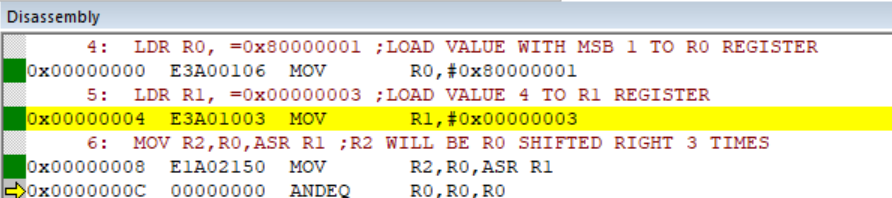 Disassembly
4: LDR R0, =0x80000001 ;LOAD VALUE WITH MSB 1 TO R0 REGISTER
0x00000000 E3A00106 MOV R0,#0x80000001
5: LDR R1, =0x00000003 ;LOAD VALUE 4 TO R1 REGISTER
0x00000004 E3A01003 MOV R1,#0x00000003
6: MOV R2,R0,ASR R1 ;R2 WILL BE R0 SHIFTED RIGHT 3 TIMES
0x00000008 E1A02150 MOV R2,R0,ASR R1
0x0000000C 00000000 ANDEQ R0,R0,R0